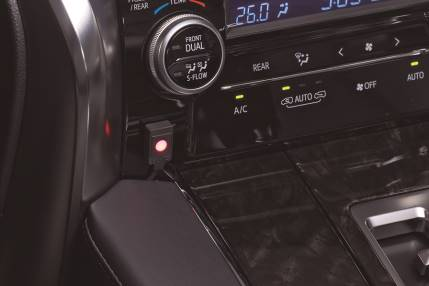 / REAR
TEMP
26.0
FRONT
DUAL
S-FLOW
REAR
A/C
AUTO
OFF
AUTO